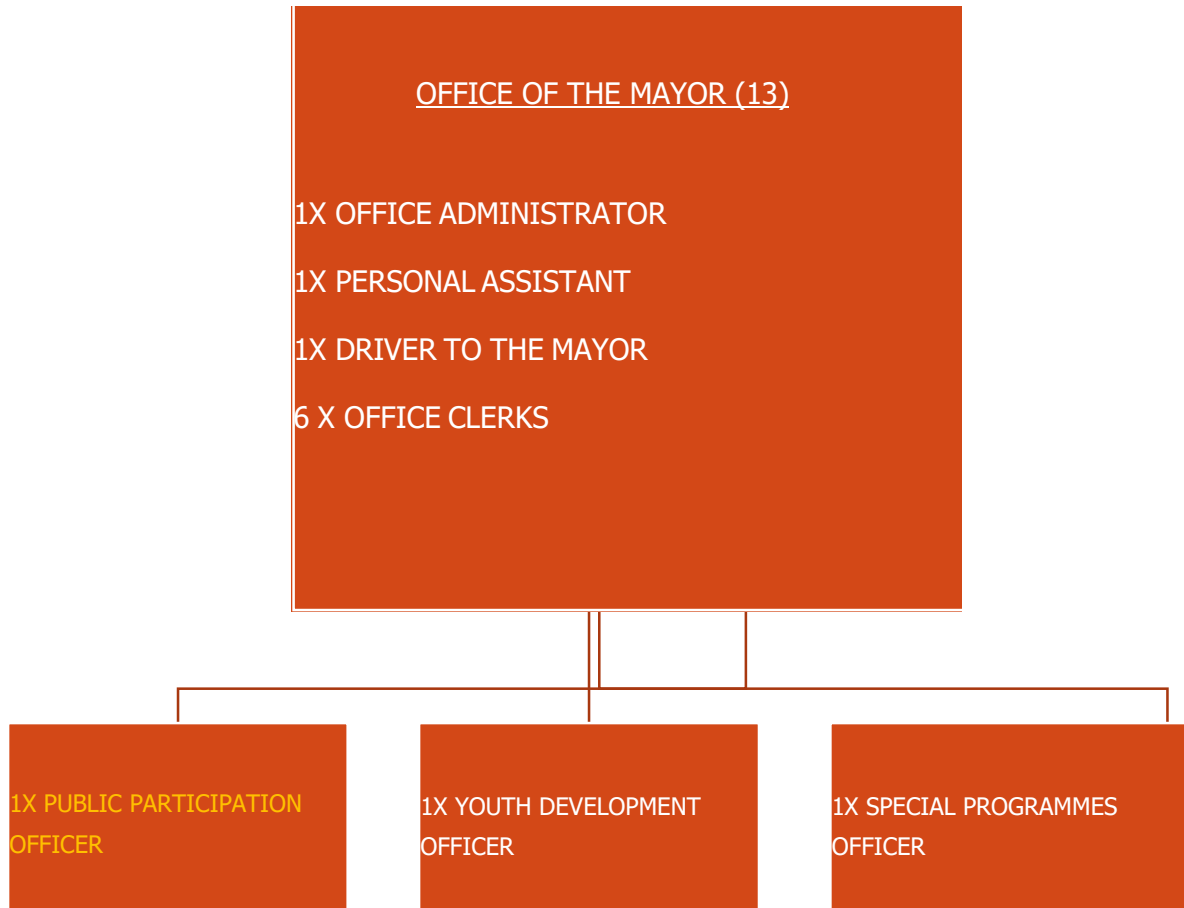 OFFICE OF THE MAYOR (13)
1X OFFICE ADMINISTRATOR
1X PERSONAL ASSISTANT
1X DRIVER TO THE MAYOR
6 X OFFICE CLERKS
1X PUBLIC PARTICIPATION
OFFICER
1X YOUTH DEVELOPMENT
OFFICER
1X SPECIAL PROGRAMMES
OFFICER